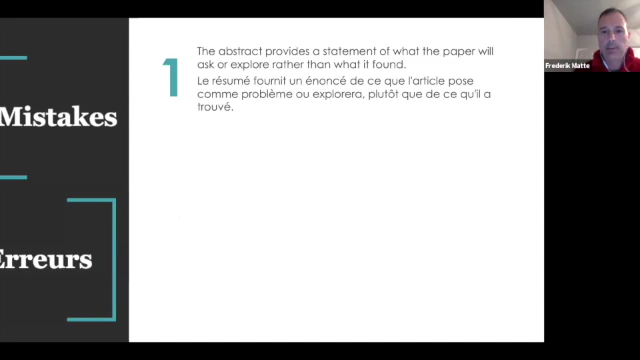 Mistakes
Erreurs
1
The abstract provides a statement of what the paper will
ask or explore rather than what it found.
Le résumé fournit un énoncé de ce que l'article pose
comme problème ou explorera, plutôt que de ce qu'il a
trouvé.
Frederik Matte